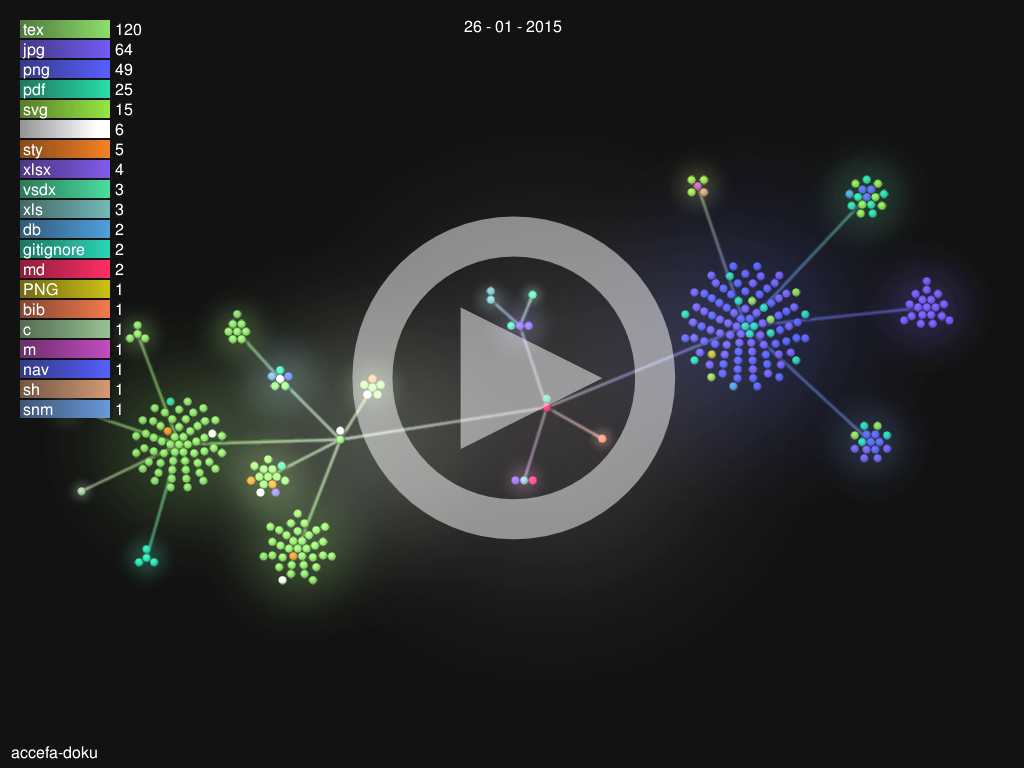 26 - 01 - 2015
tex 120
jpg 64
png 49
pdf 25
svg 15
6
sty 5
xlsx 4
vsdx 3
xls 3
db 2
gitignore 2
md 2
PNG 1
bib 1
c 1
m 1
nav 1
sh 1
snm 1
accefa-doku